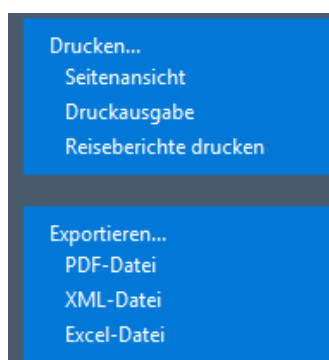 Drucken...
Seitenansicht
Druckausgabe
Reiseberichte drucken
Exportieren...
PDF-Datei
XML-Datei
Excel-Datei